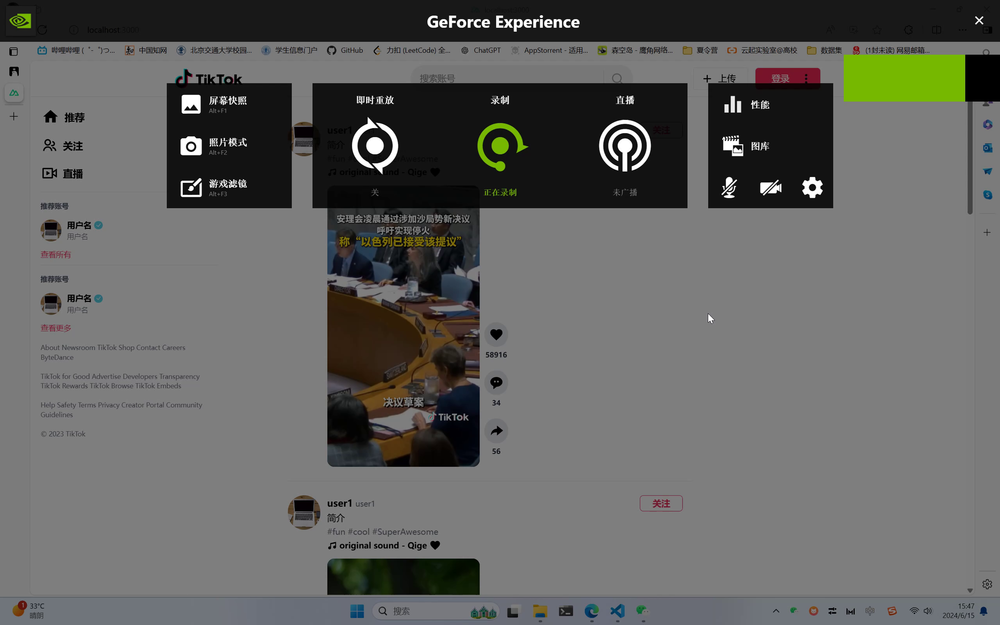 localhost:3000
GeForce Experience
localhost:3000
哔哩哔哩 ( ゜- ゜)つ...
中国知网
北京交通大学校园...
学生信息门户
GitHub
力扣 (LeetCode) 全...
ChatGPT
AppStorrent - 适用...
森空岛 - 鹰角网络...
夏令营
云起实验室@高校
数据集
(1封未读) 网易邮箱...
TikTok
搜索账号
上传
登录
屏幕快照
Alt+F1
照片模式
Alt+F2
游戏滤镜
Alt+F3
即时重放
关
录制
正在录制
直播
未广播
性能
图库
推荐
关注
直播
推荐账号
用户名
用户名
查看所有
推荐账号
用户名
用户名
查看更多
About Newsroom TikTok Shop Contact Careers
ByteDance
TikTok for Good Advertise Developers Transparency
TikTok Rewards TikTok Browse TikTok Embeds
Help Safety Terms Privacy Creator Portal Community
Guidelines
© 2023 TikTok
user1
关注
简介
#fun #cool #SuperAwesome
original sound - Qige
安理会凌晨通过涉加沙局势新决议
呼吁实现停火
称“以色列已接受该提议”
DIRECTOR
SWITZERLAND
KINGDOM
决议草案
TikTok
58916
34
56
user1 user1
关注
简介
#fun #cool #SuperAwesome
original sound - Qige
1
33°C
晴朗
搜索
中
15:47
2024/6/15